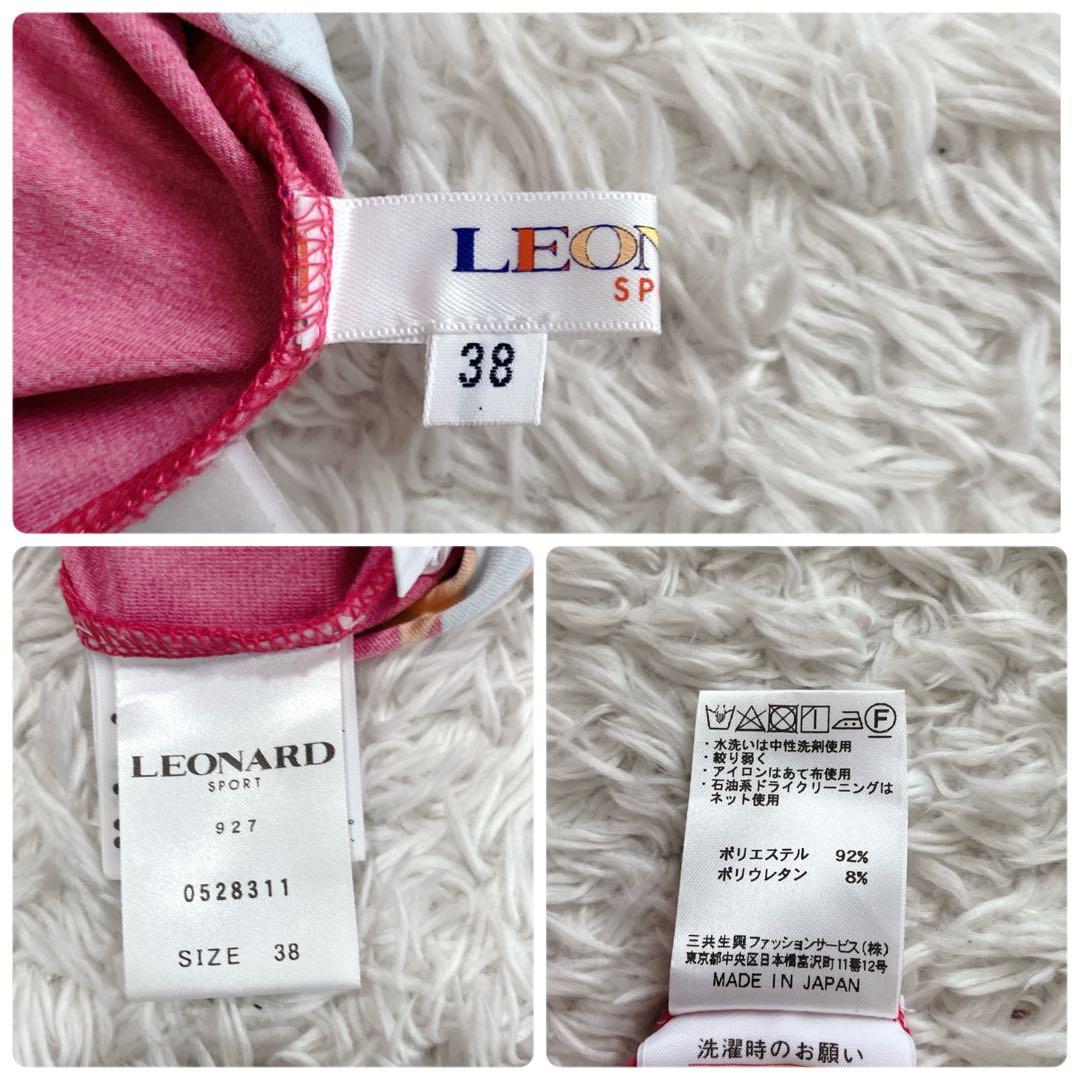 LEON
SP
38
LEONARD
SPORT
927
0528311
SIZE 38
F
・水洗いは中性洗剤使用
・絞り弱く
・アイロンはあて布使用
・石油系ドライクリーニングは
ネット使用
ポリエステル 92%
ポリウレタン 8%
三共生興ファッションサービス(株)
東京都中央区日本橋富沢町11番12号
MADE IN JAPAN
洗濯時のお願い